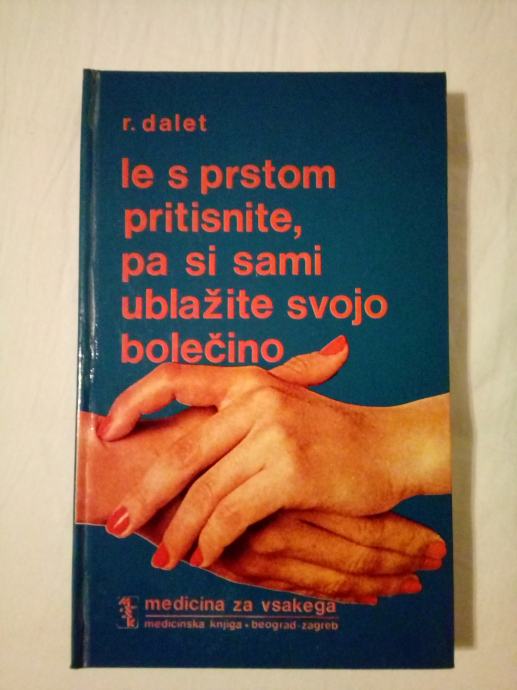 r. dalet
le s prstom
pritisnite,
pa si sami
ublažite svojo
bolečino
medicina za vsakega
medicinska knjiga • beograd-zagreb